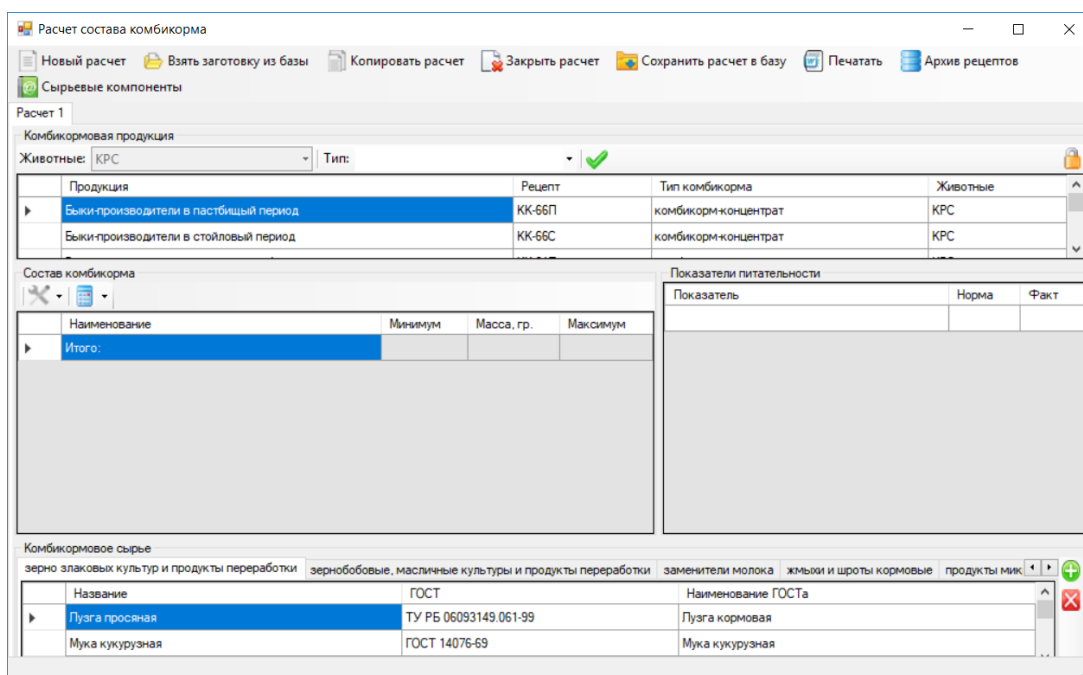 Расчет состава комбикорма
Новый расчет Взять заготовку из базы Копировать расчет Закрыть расчет Сохранить расчет в базу Печатать Архив рецептов
Сырьевые компоненты
Расчет 1
Комбикормовая продукция
Животные: КРС Тип:
Продукция Рецепт Тип комбикорма Животные
Быки-производители в пастбищый период КК-66П комбикорм-концентрат КРС
Быки-производители в стойловый период КК-66С комбикорм-концентрат КРС
Состав комбикорма Показатели питательности
Показатель Норма Факт
Наименование Минимум Масса, гр. Максимум
Итого:
Комбикормовое сырье
зерно злаковых культур и продукты переработки зернобобовые, масличные культуры и продукты переработки заменители молока жмыхи и шроты кормовые продукты мик
Название ГОСТ Наименование ГОСТа
Лузга просяная ТУ РБ 06093149.061-99 Лузга кормовая
Мука кукурузная ГОСТ 14076-69 Мука кукурузная